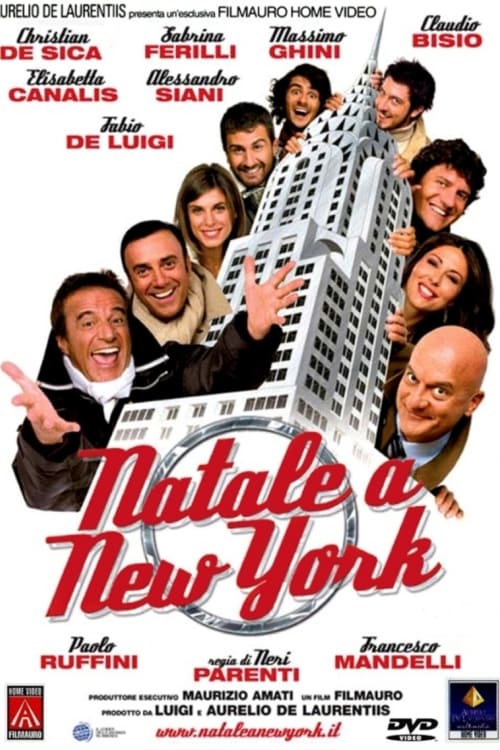 URELIO DE LAURENTIIS presenta un'esclusiva FILMAURO HOME VIDEO
Christian DE SICA
Sabrina FERILLI
Massimo GHINI
Claudio BISIO
Elisabetta CANALIS
Alessandro SIANI
Fabio DE LUIGI
Natale a
New York
Paolo RUFFINI
regia di Neri PARENTI
Francesco MANDELLI
PRODUTTORE ESECUTIVO MAURIZIO AMATI UN FILM FILMAURO
PRODOTTO DA LUIGI E AURELIO DE LAURENTIIS
www.nataleanewyork.it
HOME VIDEO
FILMAURO
DVD
VIDEO